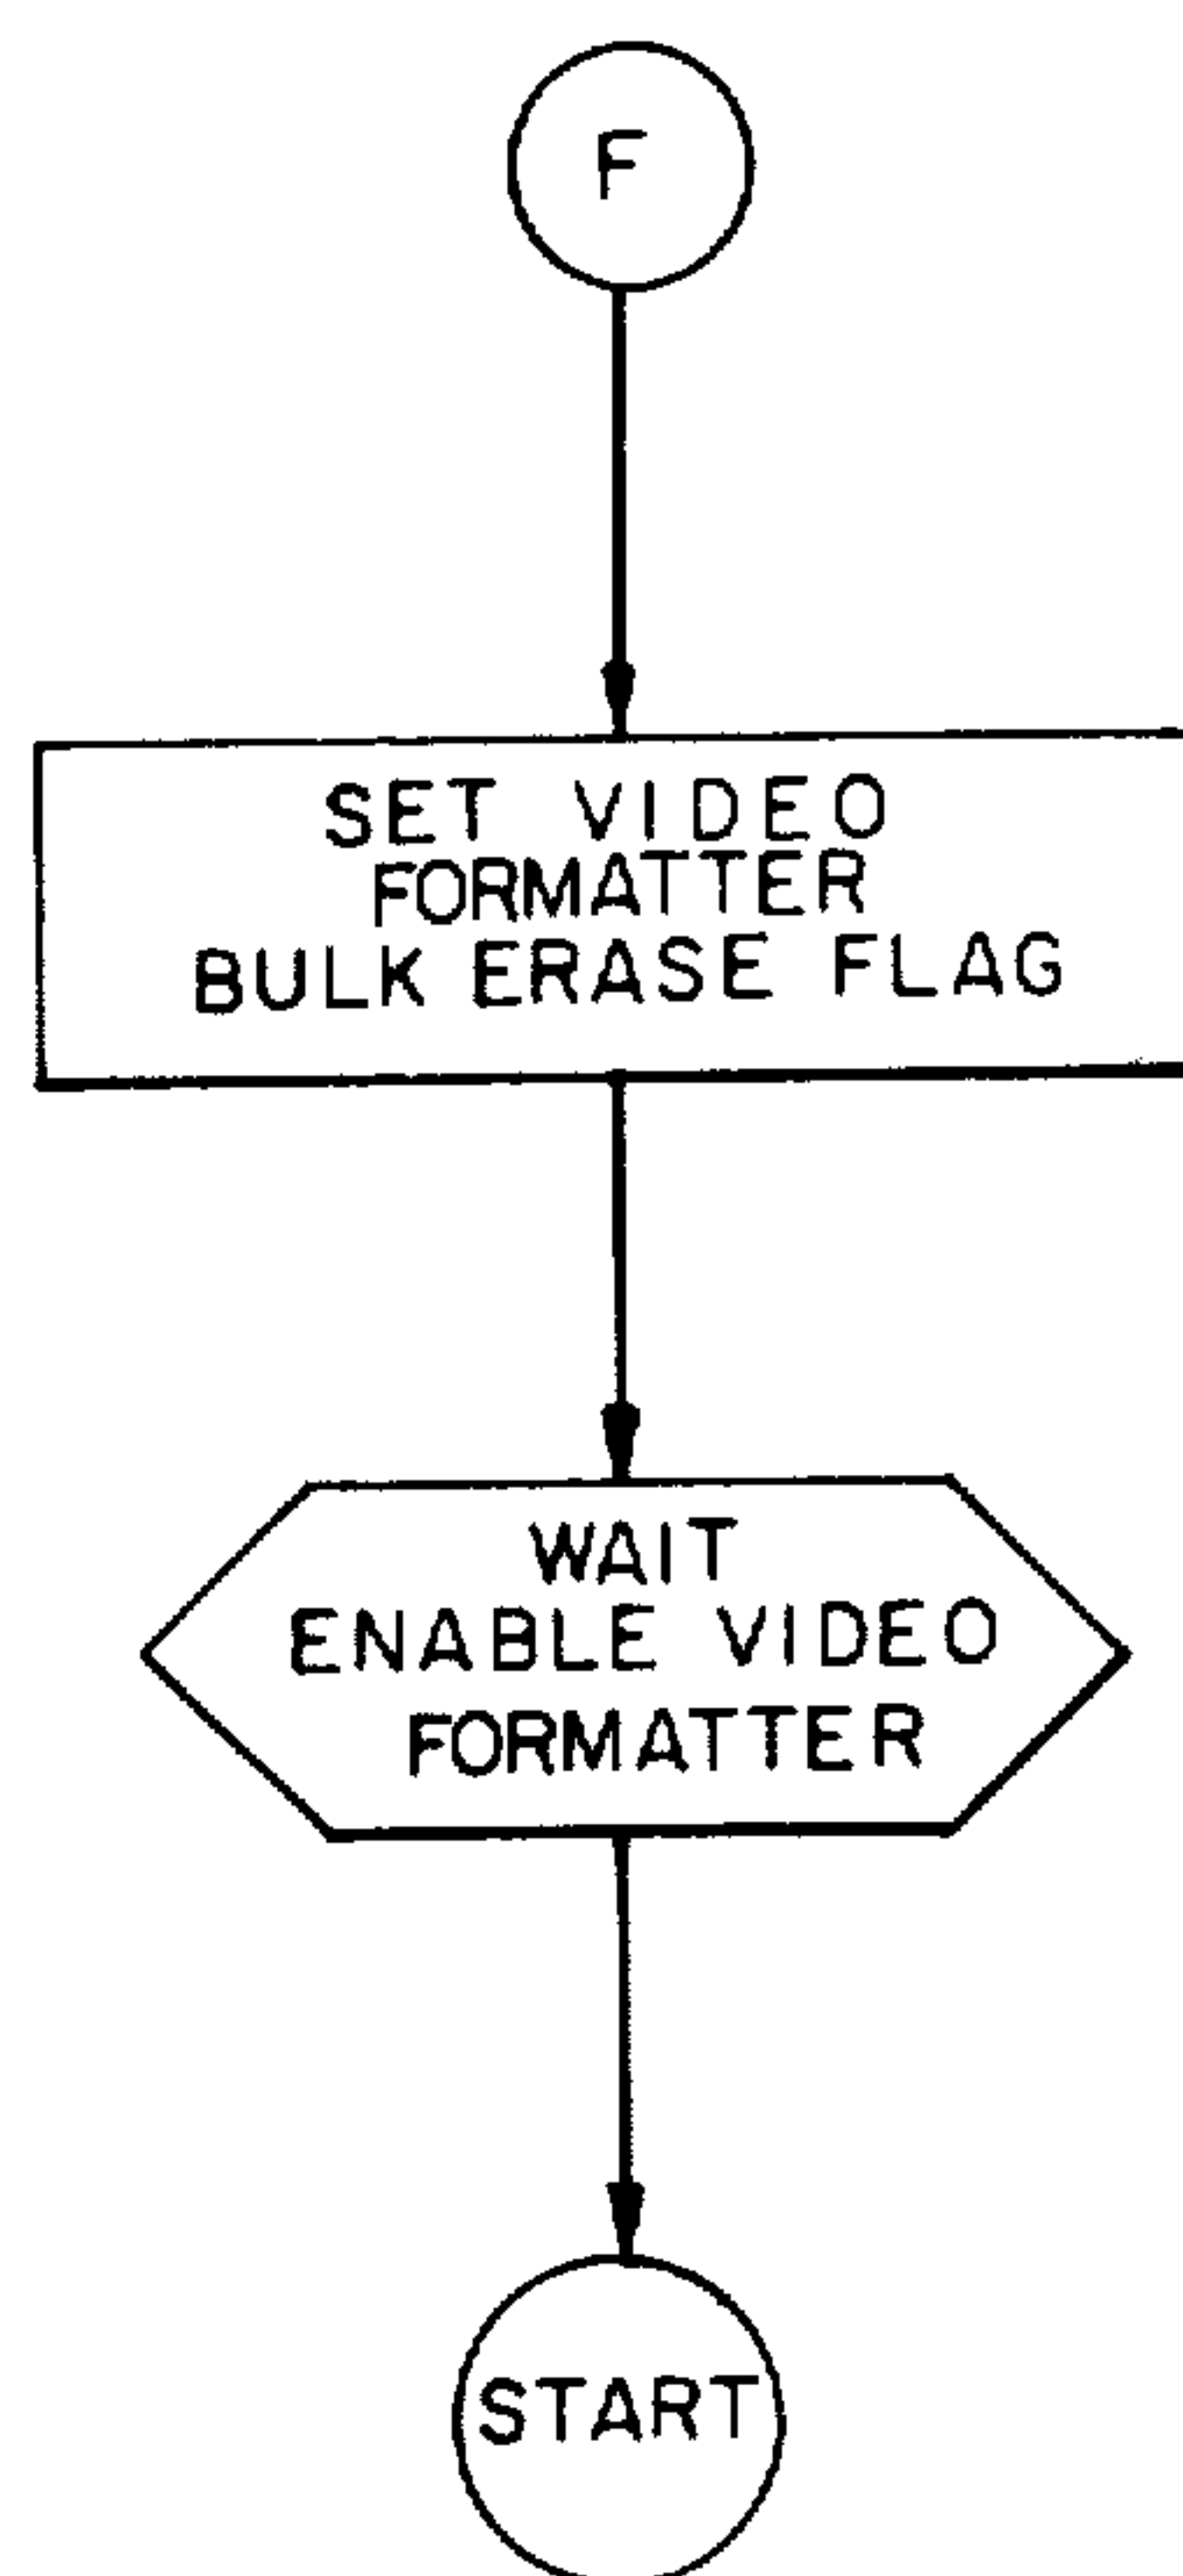 F
SET VIDEO
FORMATTER
BULK ERASE FLAG
WAIT
ENABLE VIDEO
FORMATTER
START